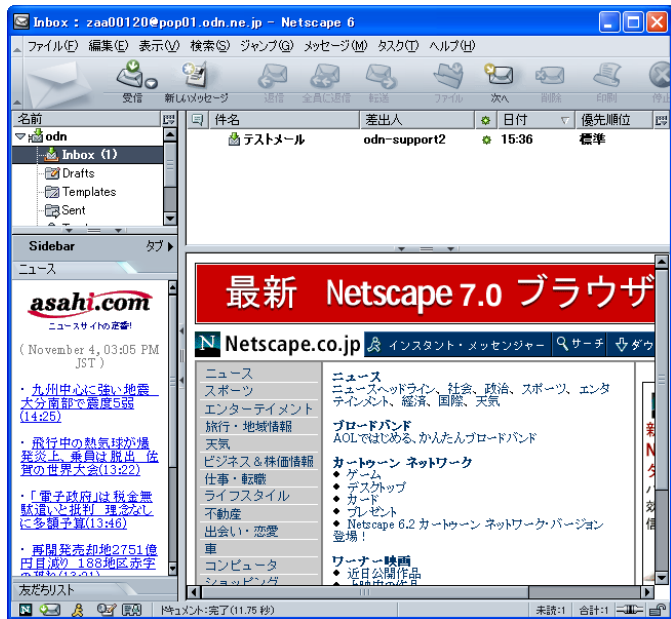 Inbox : zaa00120@pop01.odn.ne.jp - Netscape 6
ファイル(F) 編集(E) 表示(V) 検索(S) ジャンプ(G) メッセージ(M) タスク(T) ヘルプ(H)
受信 新しいメッセージ 返信 全員に返信 転送 ファイル 次へ 削除 印刷 停止
名前
odn
Inbox (1)
Drafts
Templates
Sent
件名 差出人 日付 優先順位
テストメール odn-support2 15:36 標準
Sidebar タブ
ニュース
asahi.com
ニュースサイトの定番!
(November 4, 03:05 PM
JST)
・九州中心に強い地震
大分南部で震度5弱
(14:25)
・飛行中の熱気球が爆
発炎上、乗員は脱出 佐
賀の世界大会(13:22)
・「電子政府」は税金無
駄遣いと批判 理念なし
に多額予算(13:46)
・再開発売却地2751億
円目減り 188地区赤字
友だちリスト
最新 Netscape 7.0 ブラウザ
N Netscape.co.jp インスタント・メッセンジャー サーチ ダウ
ニュース
スポーツ
エンターテイメント
旅行・地域情報
天気
ビジネス&株価情報
仕事・転職
ライフスタイル
不動産
出会い・恋愛
車
コンピュータ
ショッピング
ニュース
ニュースヘッドライン、社会、政治、スポーツ、エンタ
テインメント、経済、国際、天気
ブロードバンド
AOLではじめる、かんたんブロードバンド
カートゥーン ネットワーク
◆ ゲーム
◆ デスクトップ
◆ カード
◆ プレゼント
◆ Netscape 6.2 カートゥーン ネットワーク・バージョン
登場!
ワーナー映画
◆ 近日公開作品
◆ 上映中の作品
ドキュメント:完了(11.75 秒) 未読:1 合計:1